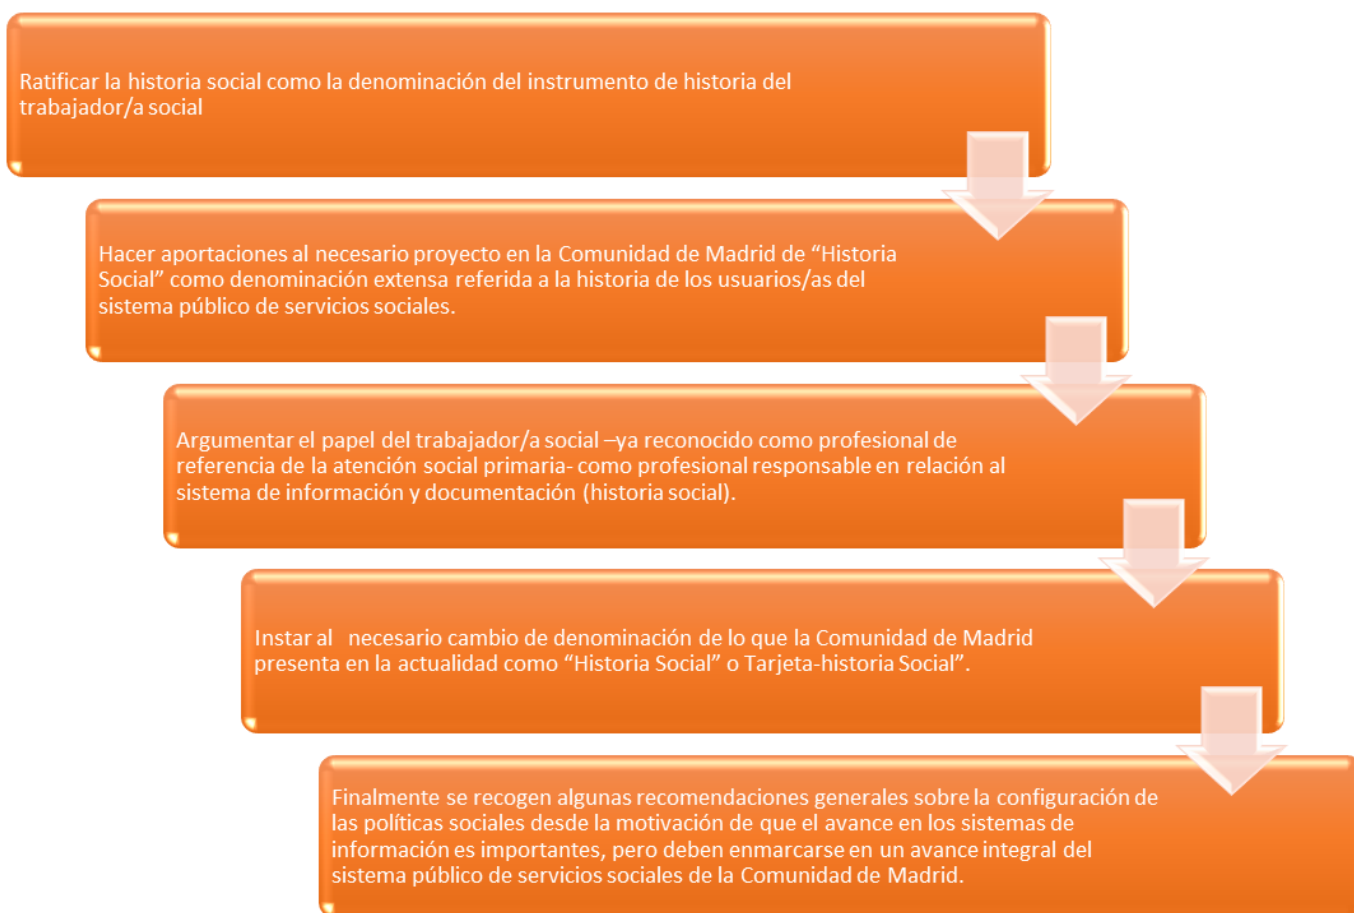 Ratificar la historia social como la denominación del instrumento de historia del
trabajador/a social
Hacer aportaciones al necesario proyecto en la Comunidad de Madrid de “Historia
Social” como denominación extensa referida a la historia de los usuarios/as del
sistema público de servicios sociales.
Argumentar el papel del trabajador/a social –ya reconocido como profesional de
referencia de la atención social primaria- como profesional responsable en relación al
sistema de información y documentación (historia social).
Instar al necesario cambio de denominación de lo que la Comunidad de Madrid
presenta en la actualidad como “Historia Social” o Tarjeta-historia Social”.
Finalmente se recogen algunas recomendaciones generales sobre la configuración de
las políticas sociales desde la motivación de que el avance en los sistemas de
información es importantes, pero deben enmarcarse en un avance integral del
sistema público de servicios sociales de la Comunidad de Madrid.